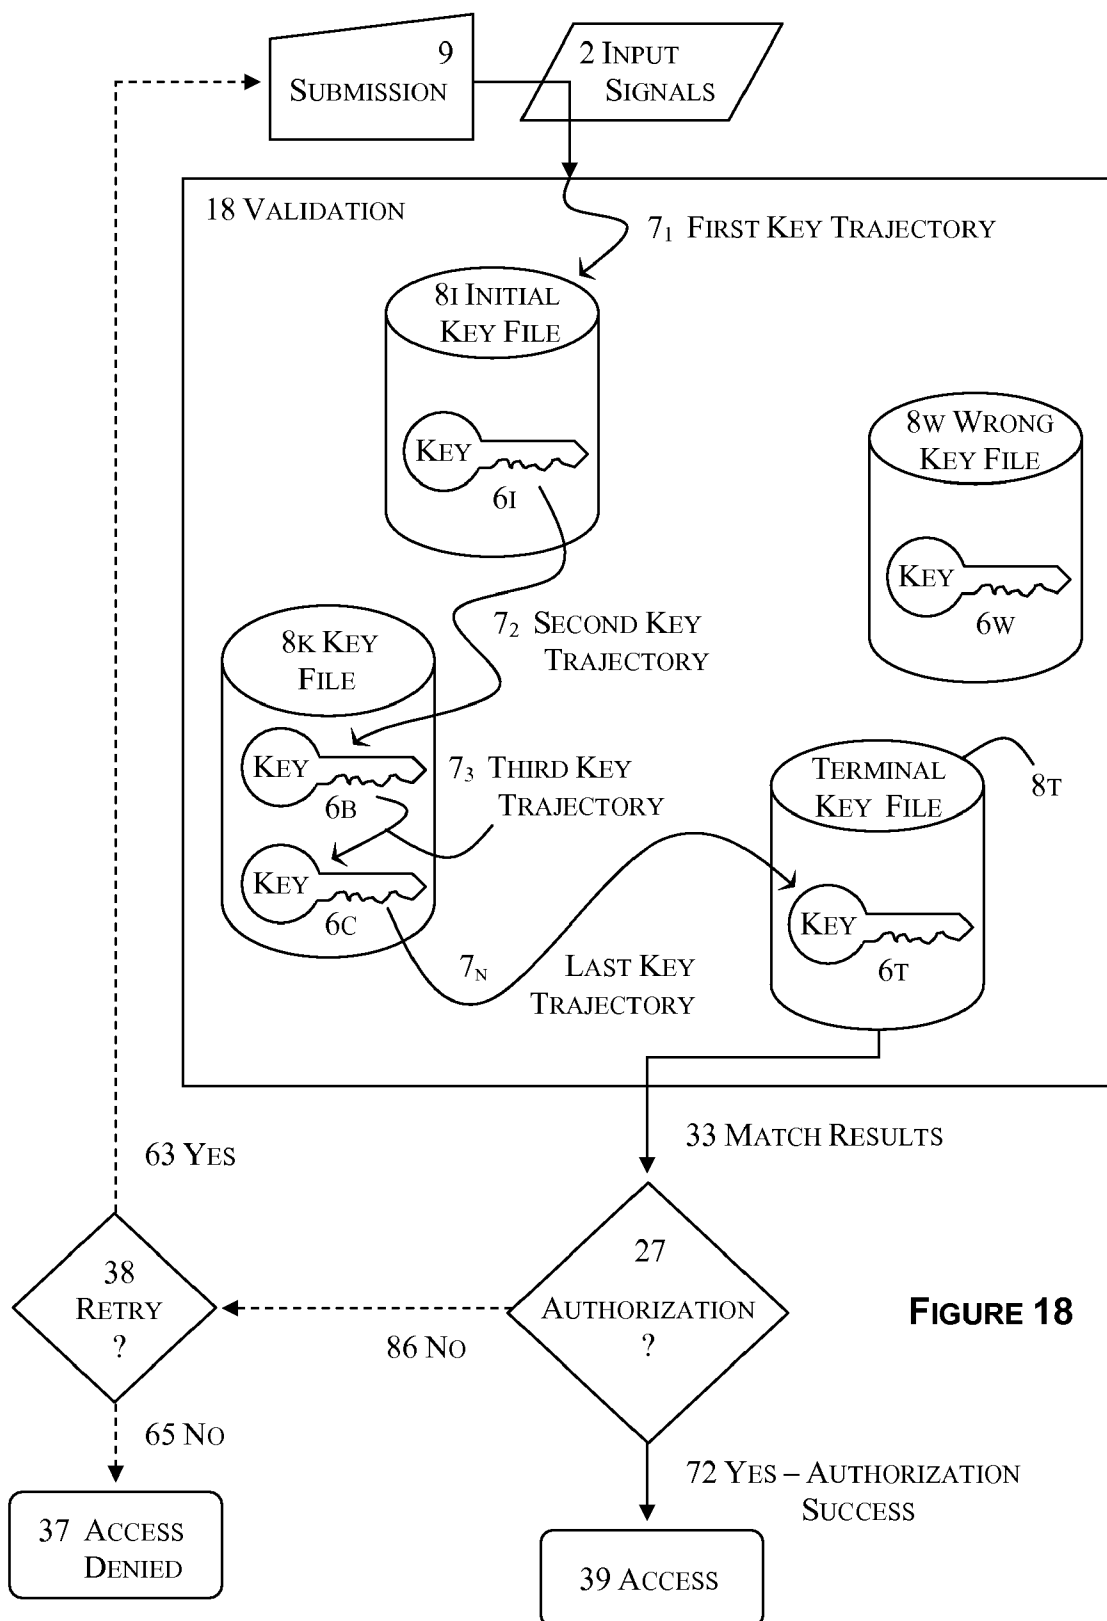 9
SUBMISSION
2 INPUT
SIGNALS
18 VALIDATION
7₁ FIRST KEY TRAJECTORY
8I INITIAL
KEY FILE
KEY
6I
8W WRONG
KEY FILE
KEY
6W
7₂ SECOND KEY
TRAJECTORY
8K KEY
FILE
KEY
6B
7₃ THIRD KEY
TRAJECTORY
KEY
6C
TERMINAL
KEY FILE
8T
KEY
6T
7N LAST KEY
TRAJECTORY
33 MATCH RESULTS
63 YES
27
AUTHORIZATION
?
38
RETRY
?
86 NO
FIGURE 18
65 NO
72 YES – AUTHORIZATION
SUCCESS
37 ACCESS
DENIED
39 ACCESS